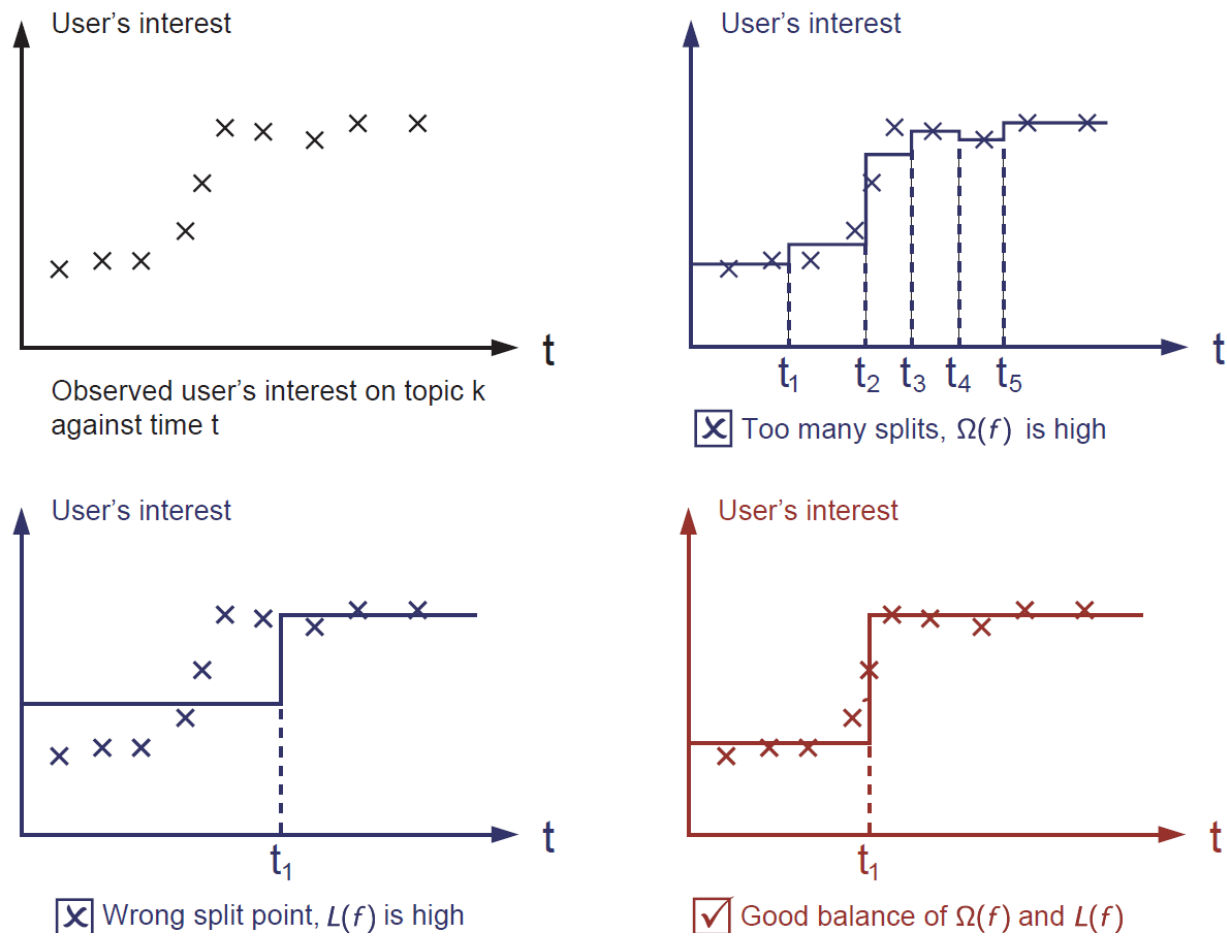 User's interest
t
Observed user's interest on topic k
against time t
User's interest
t
t₁ t₂ t₃ t₄ t₅
Too many splits, Ω(f) is high
User's interest
t
t₁
Wrong split point, L(f) is high
User's interest
t
t₁
Good balance of Ω(f) and L(f)